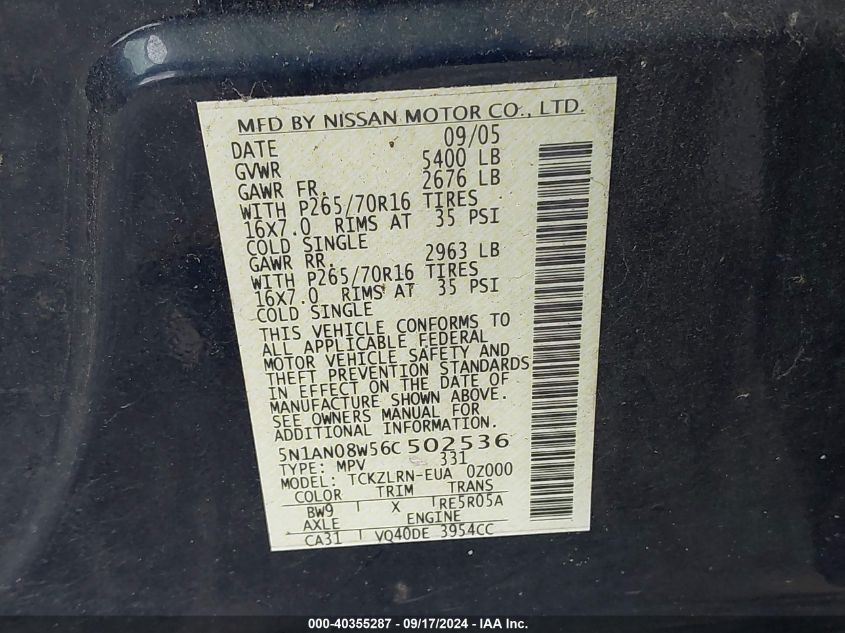 MFD BY NISSAN MOTOR CO., LTD.
DATE 09/05
GVWR 5400 LB
GAWR FR. 2676 LB
WITH P265/70R16 TIRES
16X7.0 RIMS AT 35 PSI
COLD SINGLE
GAWR RR. 2963 LB
WITH P265/70R16 TIRES
16X7.0 RIMS AT 35 PSI
COLD SINGLE
THIS VEHICLE CONFORMS TO
ALL APPLICABLE FEDERAL
MOTOR VEHICLE SAFETY AND
THEFT PREVENTION STANDARDS
IN EFFECT ON THE DATE OF
MANUFACTURE SHOWN ABOVE.
SEE OWNERS MANUAL FOR
ADDITIONAL INFORMATION.
5N1AN08W56C502536
TYPE: MPV 331
MODEL: TCKZLRN-EUA 0Z000
COLOR TRIM TRANS
BW9 X RE5R05A
AXLE ENGINE
CA31 VQ40DE 3954CC
000-40355287 - 09/17/2024 - IAA Inc.